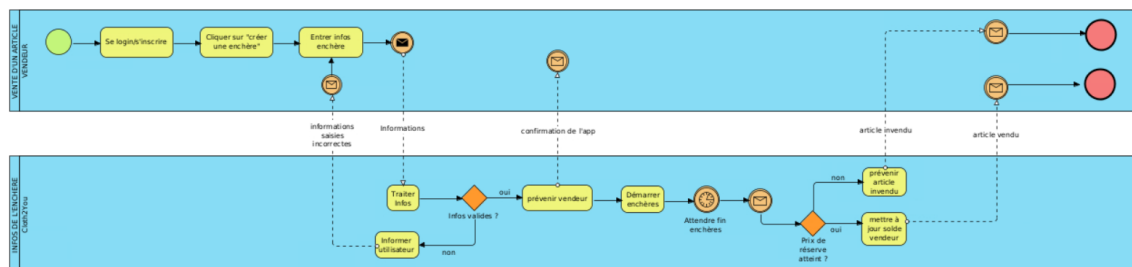 VENTE D'UN ARTICLE
VENDEUR
Se login/s'inscrire
Cliquer sur "créer
une enchère"
Entrer infos
enchère
informations
saisies
incorrectes
Informations
confirmation de l'app
article invendu
article vendu
INFOS DE L'ENCHERE
Cloth2You
Traiter
Infos
Infos valides ?
oui
non
Informer
utilisateur
prévenir vendeur
Démarrer
enchères
Attendre fin
enchères
Prix de
réserve
atteint ?
non
oui
prévenir
article
invendu
mettre à
jour solde
vendeur